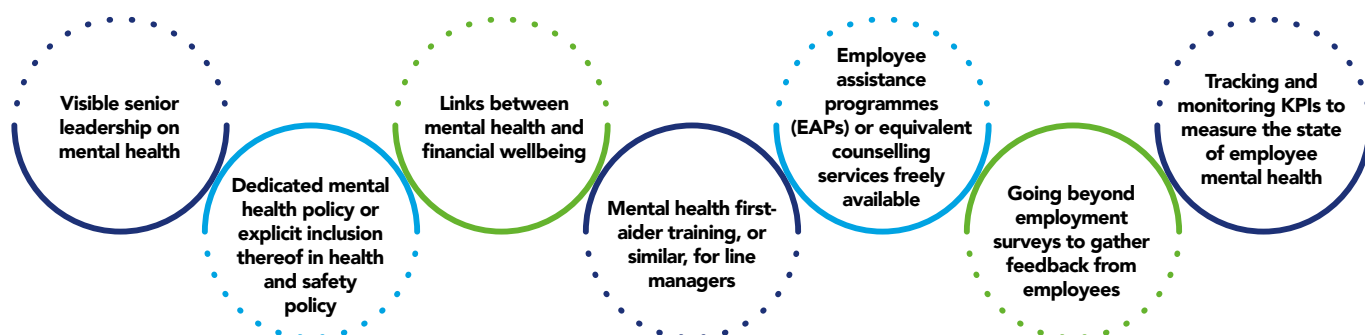 Visible senior
leadership on
mental health
Dedicated mental
health policy or
explicit inclusion
thereof in health
and safety
policy
Links between
mental health and
financial wellbeing
Mental health first-
aider training, or
similar, for line
managers
Employee
assistance
programmes
(EAPs) or equivalent
counselling
services freely
available
Going beyond
employment
surveys to gather
feedback from
employees
Tracking and
monitoring KPIs to
measure the state
of employee
mental health